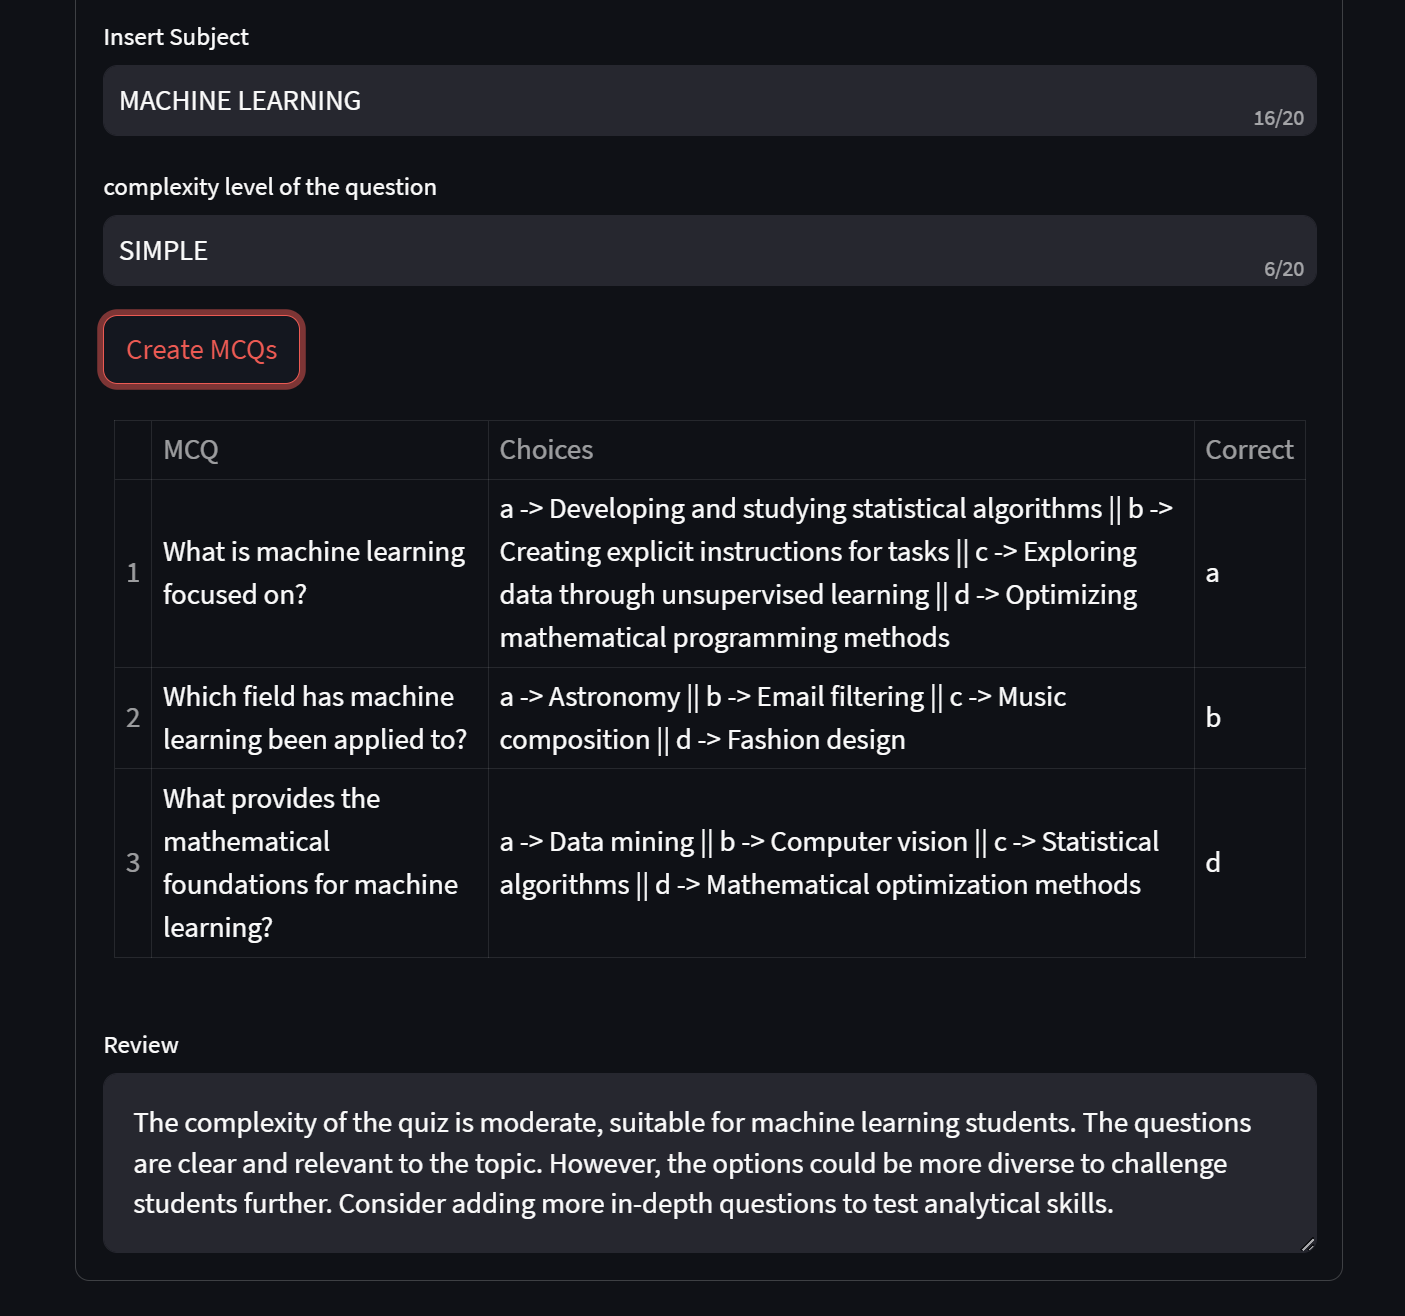 Insert Subject
MACHINE LEARNING
16/20
complexity level of the question
SIMPLE
6/20
Create MCQs
MCQ
Choices
Correct
1
What is machine learning
focused on?
a -> Developing and studying statistical algorithms || b ->
Creating explicit instructions for tasks || c -> Exploring
data through unsupervised learning || d -> Optimizing
mathematical programming methods
a
2
Which field has machine
learning been applied to?
a -> Astronomy || b -> Email filtering || c -> Music
composition || d -> Fashion design
b
3
What provides the
mathematical
foundations for machine
learning?
a -> Data mining || b -> Computer vision || c -> Statistical
algorithms || d -> Mathematical optimization methods
d
Review
The complexity of the quiz is moderate, suitable for machine learning students. The questions
are clear and relevant to the topic. However, the options could be more diverse to challenge
students further. Consider adding more in-depth questions to test analytical skills.